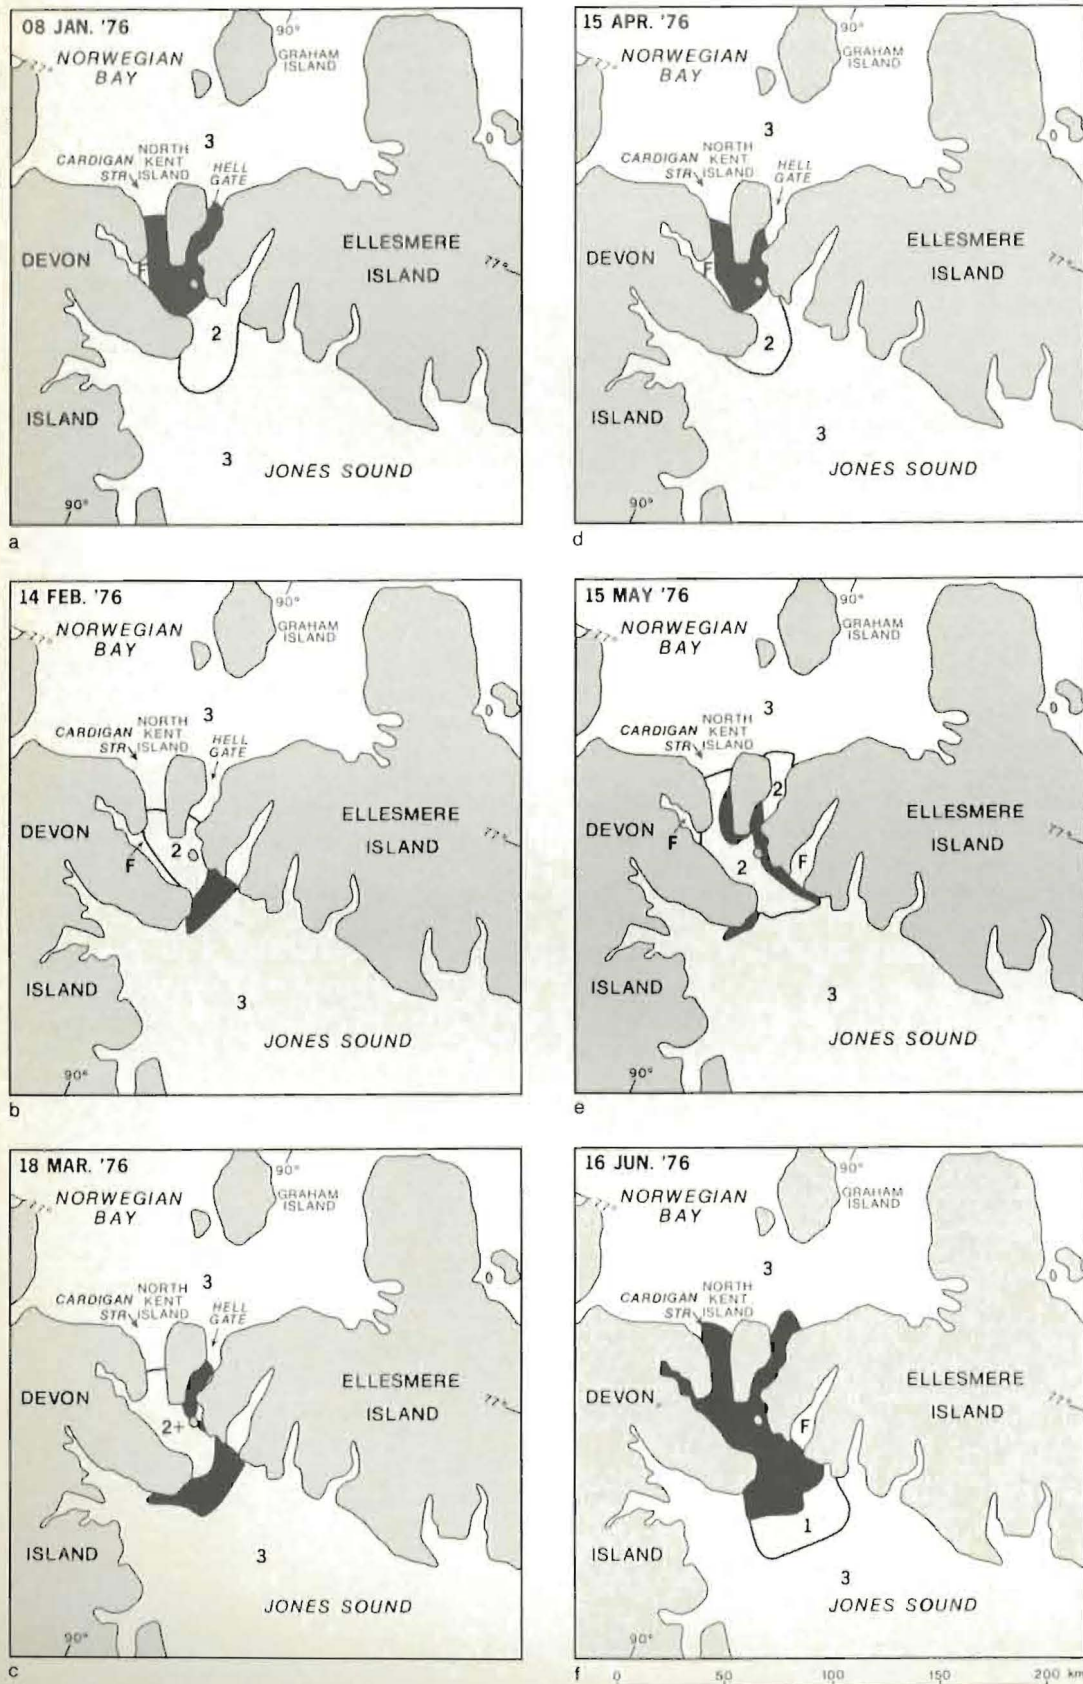 08 JAN. '76
90°
NORWEGIAN
BAY
GRAHAM
ISLAND
77°
3
CARDIGAN
STR
NORTH
KENT
ISLAND
HELL
GATE
DEVON
F
ELLESMERE
ISLAND
77°
2
ISLAND
3
JONES SOUND
90°
a
14 FEB. '76
90°
NORWEGIAN
BAY
GRAHAM
ISLAND
77°
3
CARDIGAN
STR
NORTH
KENT
ISLAND
HELL
GATE
DEVON
F
2
ELLESMERE
ISLAND
77°
ISLAND
3
JONES SOUND
90°
b
18 MAR. '76
90°
NORWEGIAN
BAY
GRAHAM
ISLAND
77°
3
CARDIGAN
STR
NORTH
KENT
ISLAND
HELL
GATE
DEVON
2+
ELLESMERE
ISLAND
77°
ISLAND
3
JONES SOUND
90°
c
15 APR. '76
90°
NORWEGIAN
BAY
GRAHAM
ISLAND
77°
3
CARDIGAN
STR
NORTH
KENT
ISLAND
HELL
GATE
DEVON
F
ELLESMERE
ISLAND
77°
2
ISLAND
3
JONES SOUND
90°
d
15 MAY '76
90°
NORWEGIAN
BAY
GRAHAM
ISLAND
77°
3
CARDIGAN
STR
NORTH
KENT
ISLAND
2
DEVON
F
2
F
ELLESMERE
ISLAND
77°
ISLAND
3
JONES SOUND
90°
e
16 JUN. '76
90°
NORWEGIAN
BAY
GRAHAM
ISLAND
77°
3
CARDIGAN
STR
NORTH
KENT
ISLAND
DEVON
F
ELLESMERE
ISLAND
77°
1
ISLAND
3
JONES SOUND
90°
f
0 50 100 150 200 km